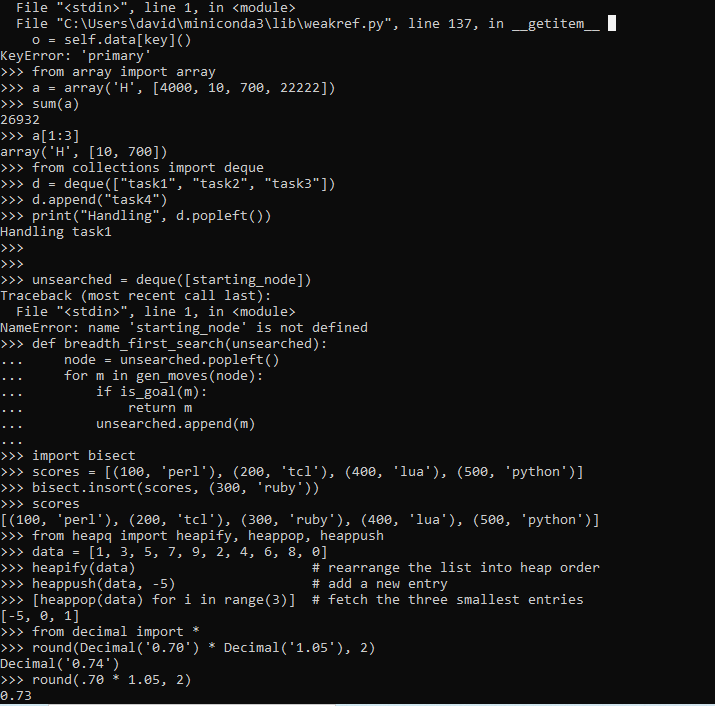 File "<stdin>", line 1, in <module>
  File "C:\Users\david\miniconda3\lib\weakref.py", line 137, in __getitem__
    o = self.data[key]()
KeyError: 'primary'
>>> from array import array
>>> a = array('H', [4000, 10, 700, 22222])
>>> sum(a)
26932
>>> a[1:3]
array('H', [10, 700])
>>> from collections import deque
>>> d = deque(["task1", "task2", "task3"])
>>> d.append("task4")
>>> print("Handling", d.popleft())
Handling task1
>>>
>>>
>>> unsearched = deque([starting_node])
Traceback (most recent call last):
  File "<stdin>", line 1, in <module>
NameError: name 'starting_node' is not defined
>>> def breadth_first_search(unsearched):
...     node = unsearched.popleft()
...     for m in gen_moves(node):
...         if is_goal(m):
...             return m
...         unsearched.append(m)
...
>>> import bisect
>>> scores = [(100, 'perl'), (200, 'tcl'), (400, 'lua'), (500, 'python')]
>>> bisect.insort(scores, (300, 'ruby'))
>>> scores
[(100, 'perl'), (200, 'tcl'), (300, 'ruby'), (400, 'lua'), (500, 'python')]
>>> from heapq import heapify, heappop, heappush
>>> data = [1, 3, 5, 7, 9, 2, 4, 6, 8, 0]
>>> heapify(data)                      # rearrange the list into heap order
>>> heappush(data, -5)                 # add a new entry
>>> [heappop(data) for i in range(3)]  # fetch the three smallest entries
[-5, 0, 1]
>>> from decimal import *
>>> round(Decimal('0.70') * Decimal('1.05'), 2)
Decimal('0.74')
>>> round(.70 * 1.05, 2)
0.73